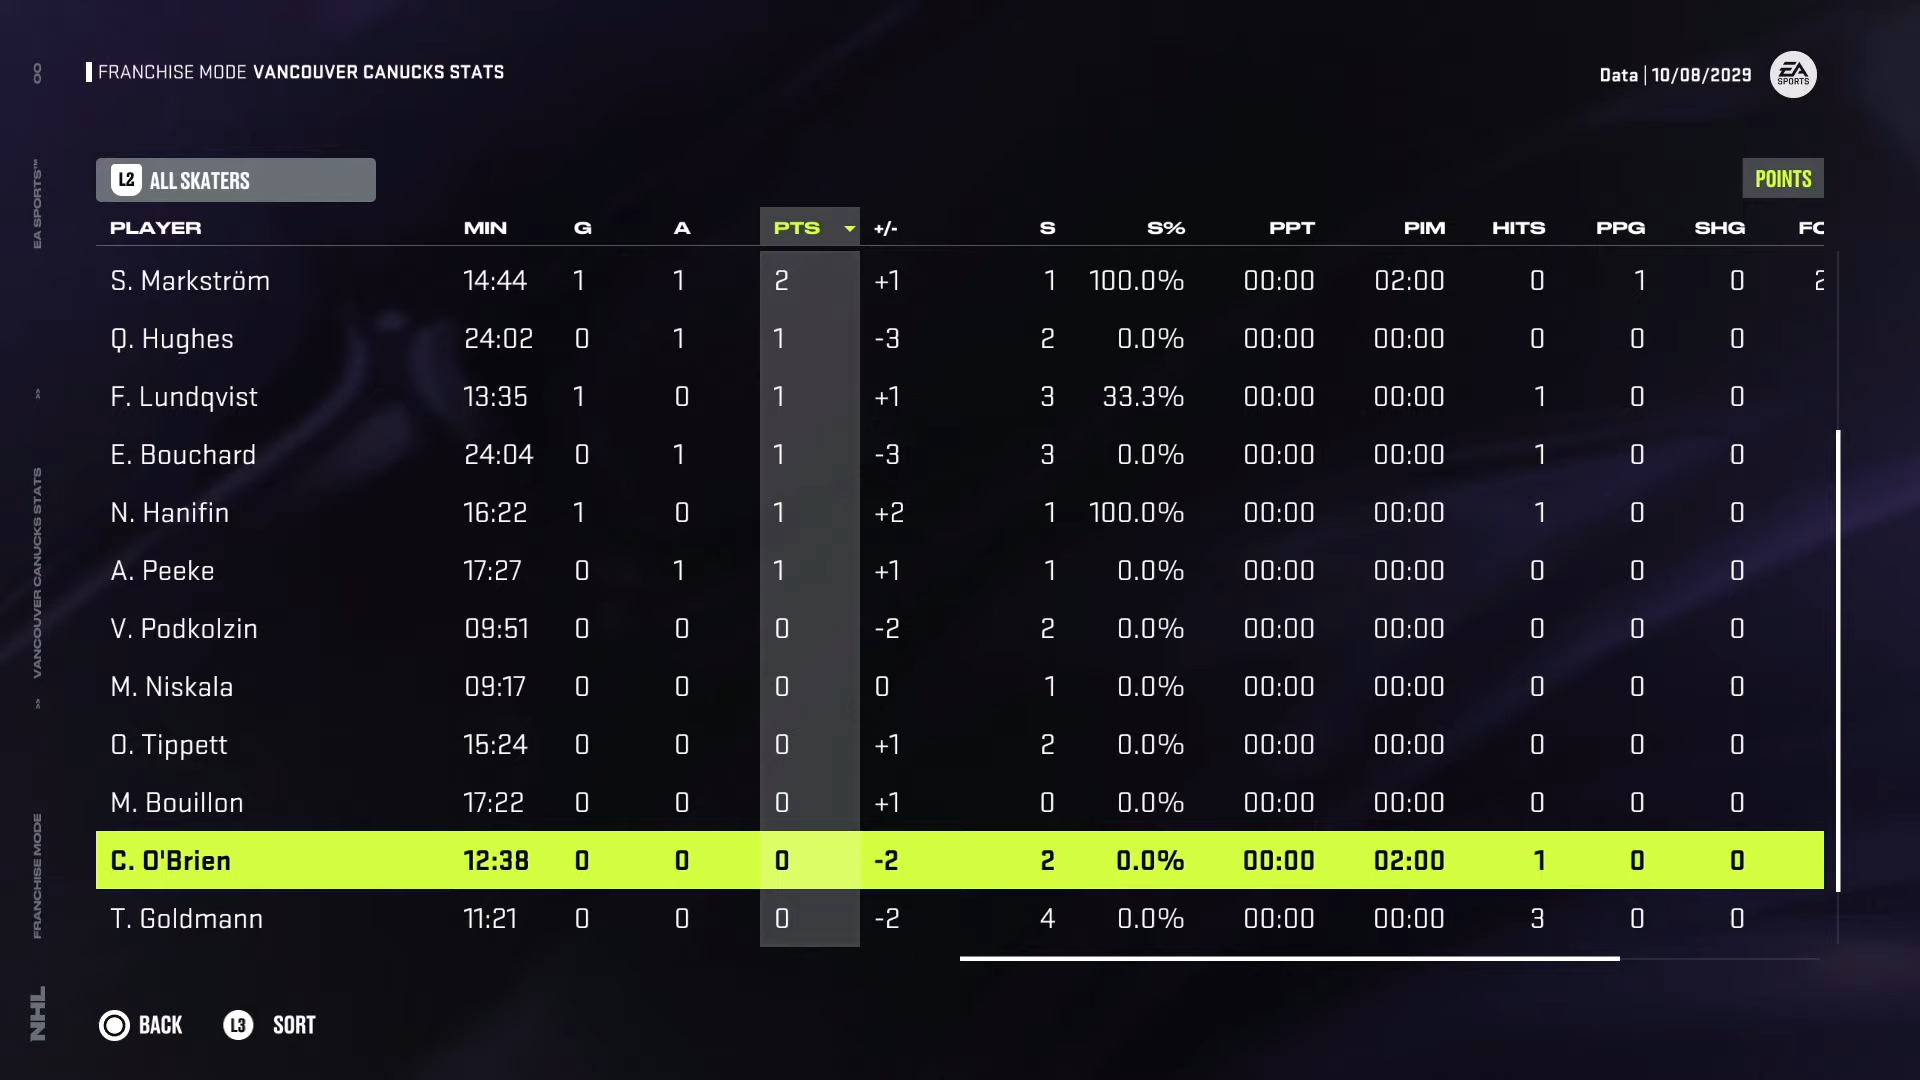 FRANCHISE MODE VANCOUVER CANUCKS STATS
Data | 10/08/2029
EA SPORTS
L2 ALL SKATERS
POINTS
PLAYER MIN G A PTS +/- S S% PPT PIM HITS PPG SHG
S. Markström 14:44 1 1 2 +1 1 100.0% 00:00 02:00 0 1 0 2
Q. Hughes 24:02 0 1 1 -3 2 0.0% 00:00 00:00 0 0 0
F. Lundqvist 13:35 1 0 1 +1 3 33.3% 00:00 00:00 1 0 0
E. Bouchard 24:04 0 1 1 -3 3 0.0% 00:00 00:00 1 0 0
N. Hanifin 16:22 1 0 1 +2 1 100.0% 00:00 00:00 1 0 0
A. Peeke 17:27 0 1 1 +1 1 0.0% 00:00 00:00 0 0 0
V. Podkolzin 09:51 0 0 0 -2 2 0.0% 00:00 00:00 0 0 0
M. Niskala 09:17 0 0 0 0 1 0.0% 00:00 00:00 0 0 0
O. Tippett 15:24 0 0 0 +1 2 0.0% 00:00 00:00 0 0 0
M. Bouillon 17:22 0 0 0 +1 0 0.0% 00:00 00:00 0 0 0
C. O'Brien 12:38 0 0 0 -2 2 0.0% 00:00 02:00 1 0 0
T. Goldmann 11:21 0 0 0 -2 4 0.0% 00:00 00:00 3 0 0
BACK L3 SORT
NHL FRANCHISE MODE >> VANCOUVER CANUCKS STATS >> EA SPORTS™